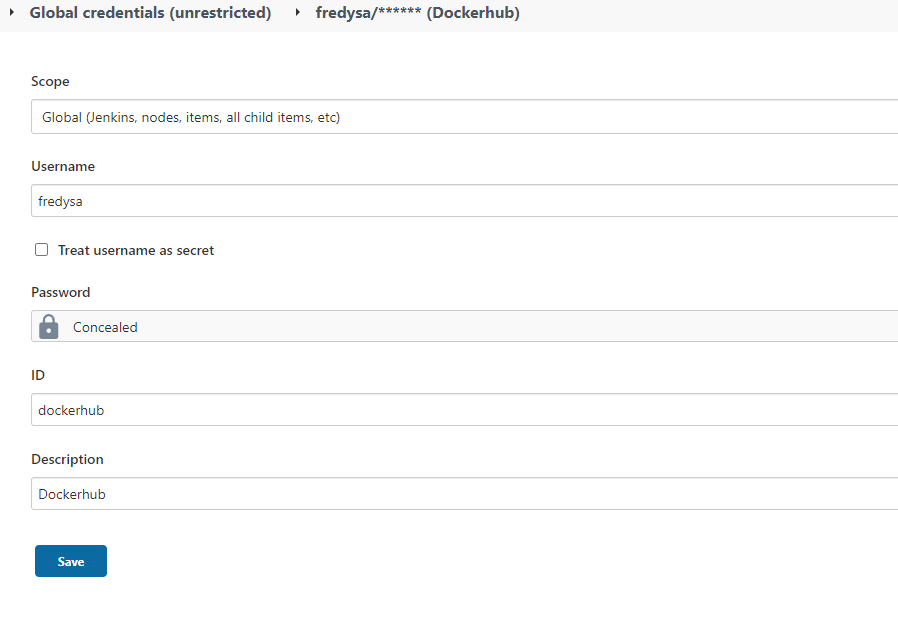 Global credentials (unrestricted) fredysa/****** (Dockerhub)
Scope
Global (Jenkins, nodes, items, all child items, etc)
Username
fredysa
Treat username as secret
Password
Concealed
ID
dockerhub
Description
Dockerhub
Save